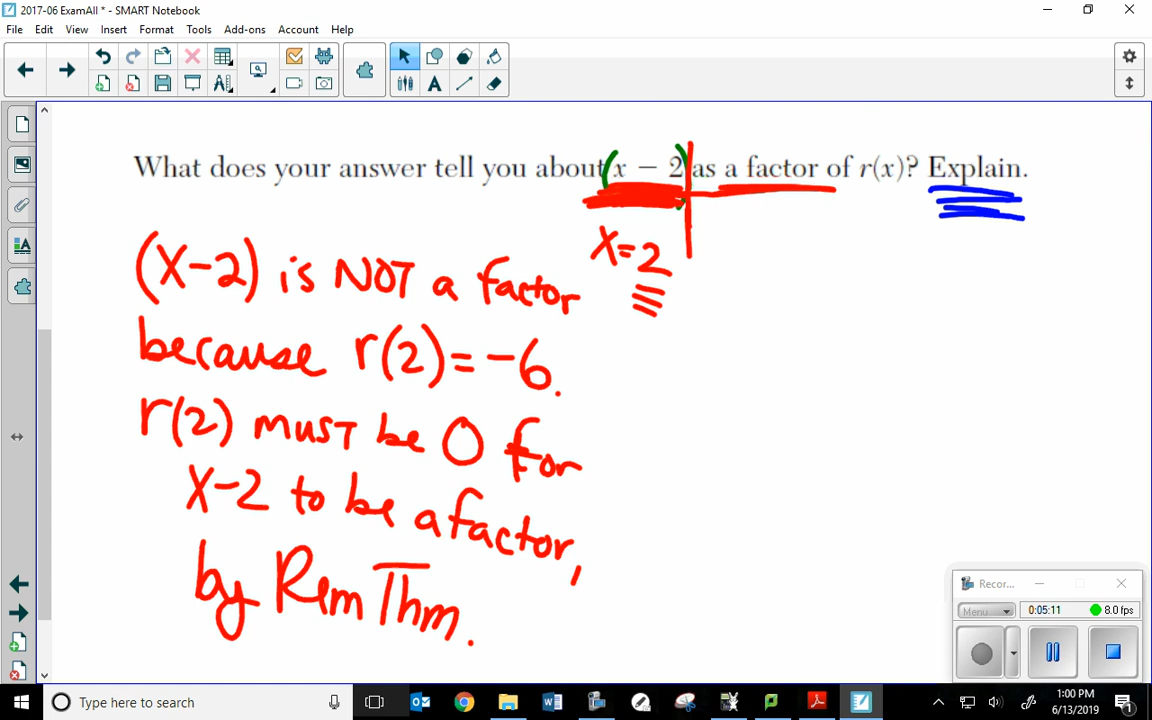 2017-06 ExamAll * - SMART Notebook
File Edit View Insert Format Tools Add-ons Account Help
What does your answer tell you about (x − 2) as a factor of r(x)? Explain.
x=2
(x-2) is NOT a factor
because r(2) = -6.
r(2) must be 0 for
x-2 to be a factor,
by Rem Thm.
Recor...
Menu 0:05:11 8.0 fps
Type here to search
1:00 PM
6/13/2019
1